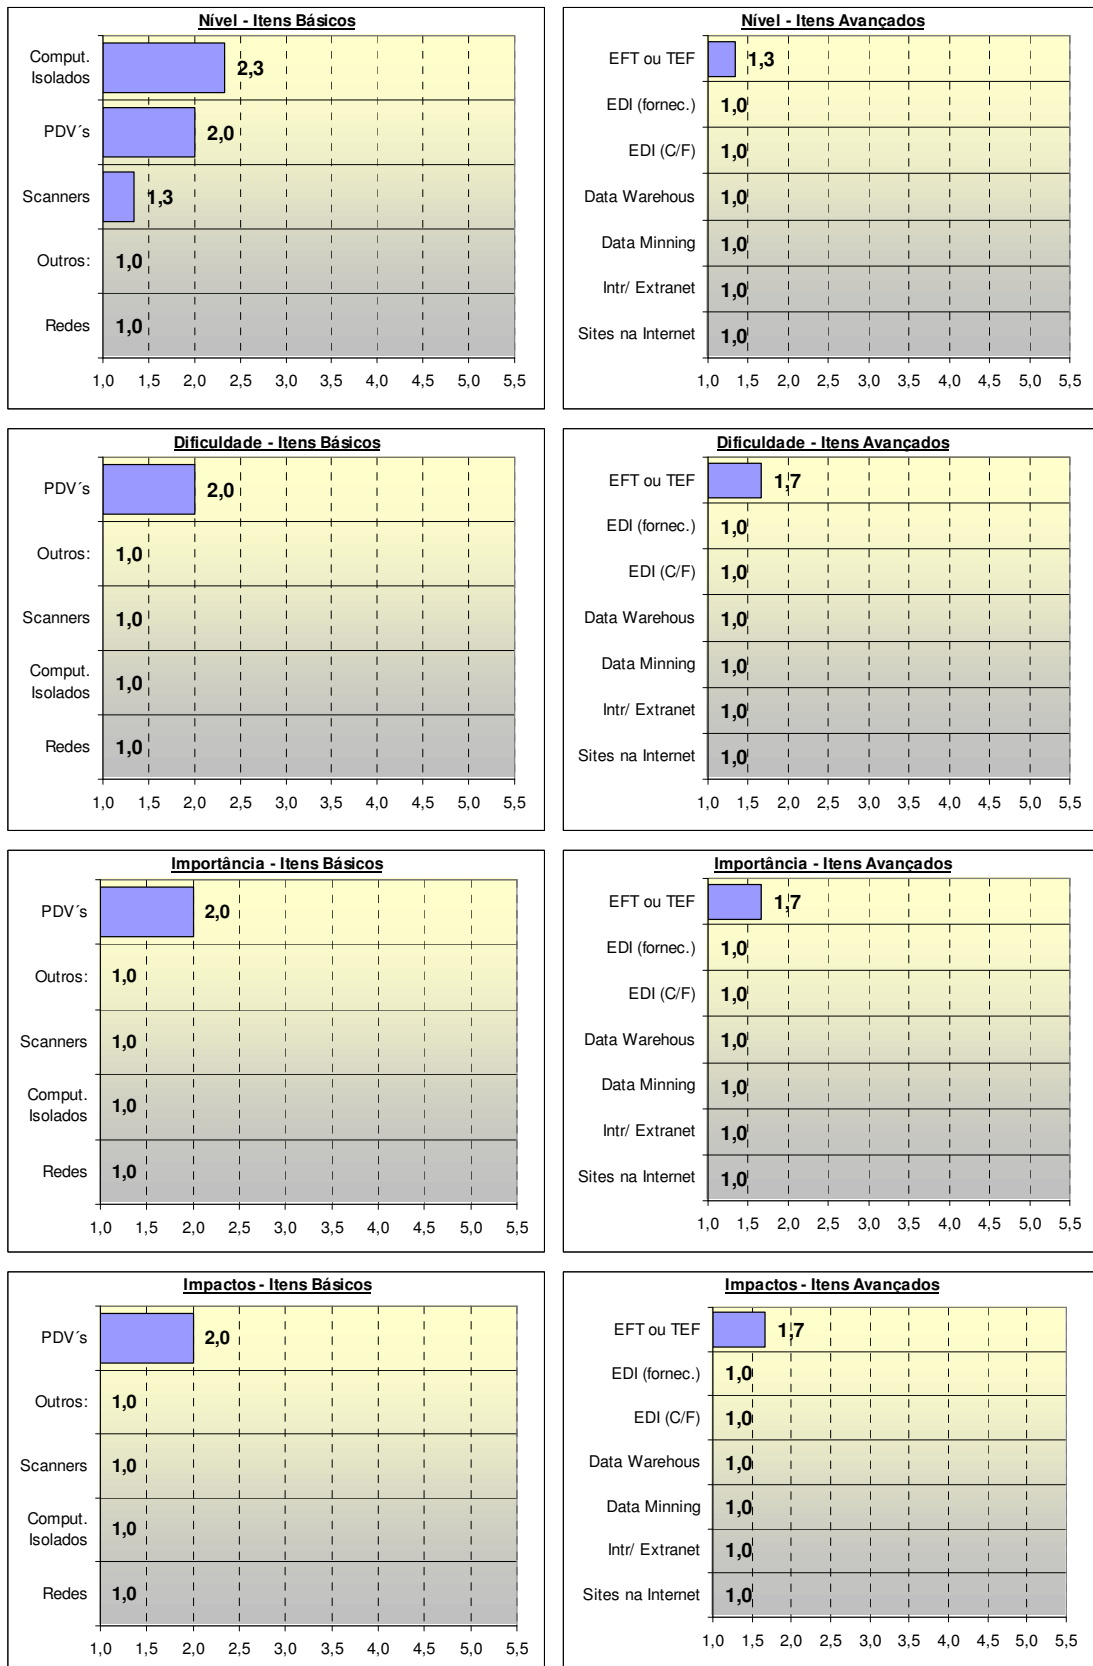 Nível - Itens Básicos
Comput.
Isolados
2,3
PDV´s
2,0
Scanners
1,3
Outros:
1,0
Redes
1,0
1,0 1,5 2,0 2,5 3,0 3,5 4,0 4,5 5,0 5,5
Nível - Itens Avançados
EFT ou TEF
1,3
EDI (fornec.)
1,0
EDI (C/F)
1,0
Data Warehous
1,0
Data Minning
1,0
Intr/ Extranet
1,0
Sites na Internet
1,0
1,0 1,5 2,0 2,5 3,0 3,5 4,0 4,5 5,0 5,5
Dificuldade - Itens Básicos
PDV´s
2,0
Outros:
1,0
Scanners
1,0
Comput.
Isolados
1,0
Redes
1,0
1,0 1,5 2,0 2,5 3,0 3,5 4,0 4,5 5,0 5,5
Dificuldade - Itens Avançados
EFT ou TEF
1,7
EDI (fornec.)
1,0
EDI (C/F)
1,0
Data Warehous
1,0
Data Minning
1,0
Intr/ Extranet
1,0
Sites na Internet
1,0
1,0 1,5 2,0 2,5 3,0 3,5 4,0 4,5 5,0 5,5
Importância - Itens Básicos
PDV´s
2,0
Outros:
1,0
Scanners
1,0
Comput.
Isolados
1,0
Redes
1,0
1,0 1,5 2,0 2,5 3,0 3,5 4,0 4,5 5,0 5,5
Importância - Itens Avançados
EFT ou TEF
1,7
EDI (fornec.)
1,0
EDI (C/F)
1,0
Data Warehous
1,0
Data Minning
1,0
Intr/ Extranet
1,0
Sites na Internet
1,0
1,0 1,5 2,0 2,5 3,0 3,5 4,0 4,5 5,0 5,5
Impactos - Itens Básicos
PDV´s
2,0
Outros:
1,0
Scanners
1,0
Comput.
Isolados
1,0
Redes
1,0
1,0 1,5 2,0 2,5 3,0 3,5 4,0 4,5 5,0 5,5
Impactos - Itens Avançados
EFT ou TEF
1,7
EDI (fornec.)
1,0
EDI (C/F)
1,0
Data Warehous
1,0
Data Minning
1,0
Intr/ Extranet
1,0
Sites na Internet
1,0
1,0 1,5 2,0 2,5 3,0 3,5 4,0 4,5 5,0 5,5